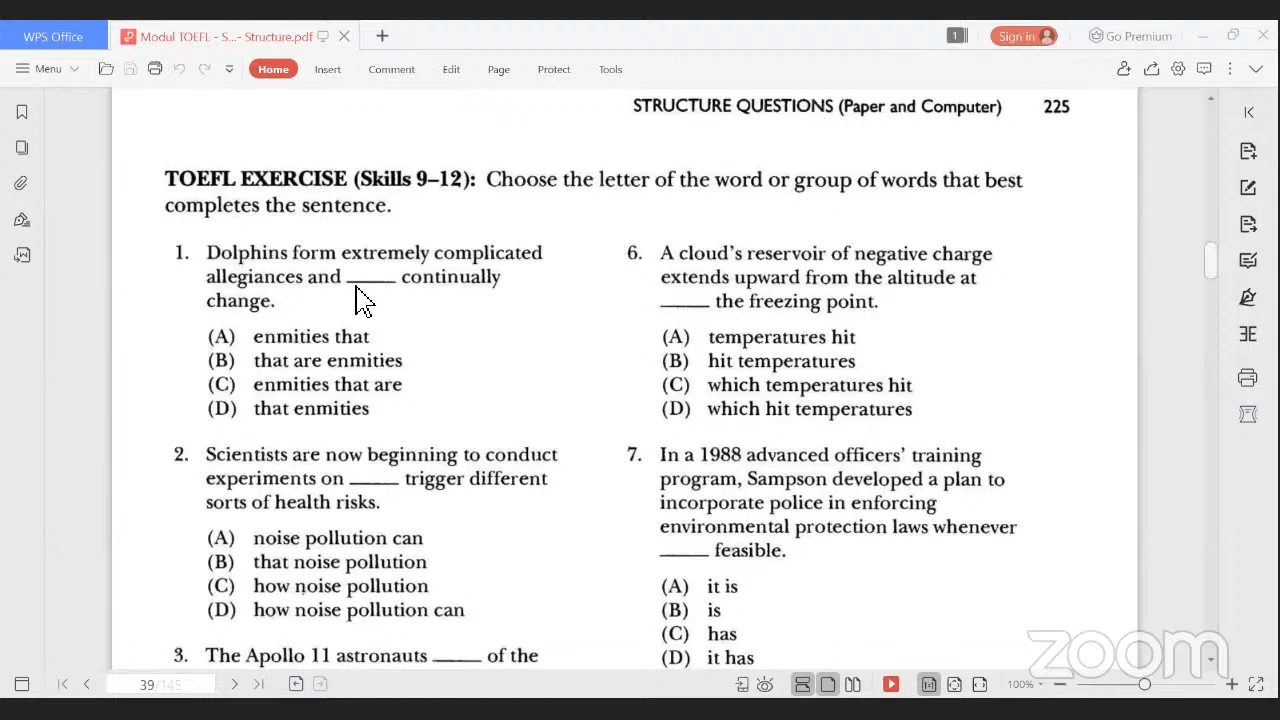 WPS Office
Modul TOEFL - S...- Structure.pdf
1
Sign in
Go Premium
Menu
Home
Insert
Comment
Edit
Page
Protect
Tools
STRUCTURE QUESTIONS (Paper and Computer) 225
TOEFL EXERCISE (Skills 9–12): Choose the letter of the word or group of words that best
completes the sentence.
1. Dolphins form extremely complicated
allegiances and _____ continually
change.
(A) enmities that
(B) that are enmities
(C) enmities that are
(D) that enmities
2. Scientists are now beginning to conduct
experiments on _____ trigger different
sorts of health risks.
(A) noise pollution can
(B) that noise pollution
(C) how noise pollution
(D) how noise pollution can
3. The Apollo 11 astronauts _____ of the
6. A cloud's reservoir of negative charge
extends upward from the altitude at
_____ the freezing point.
(A) temperatures hit
(B) hit temperatures
(C) which temperatures hit
(D) which hit temperatures
7. In a 1988 advanced officers' training
program, Sampson developed a plan to
incorporate police in enforcing
environmental protection laws whenever
_____ feasible.
(A) it is
(B) is
(C) has
(D) it has
zoom
39/145
100%